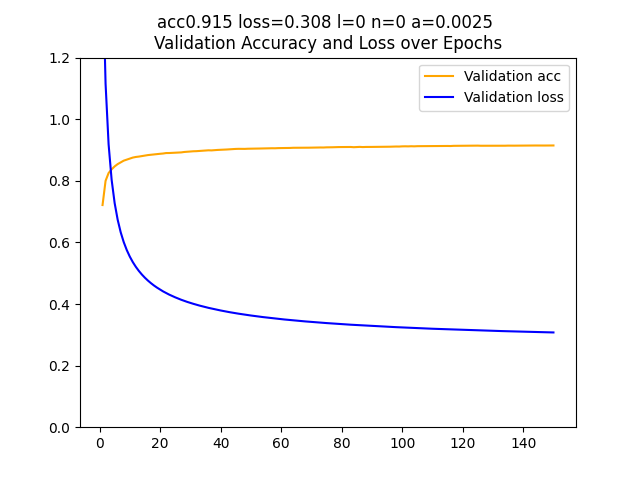 acc0.915 loss=0.308 l=0 n=0 a=0.0025
Validation Accuracy and Loss over Epochs
Validation acc
Validation loss
1.2
1.0
0.8
0.6
0.4
0.2
0.0
0 20 40 60 80 100 120 140